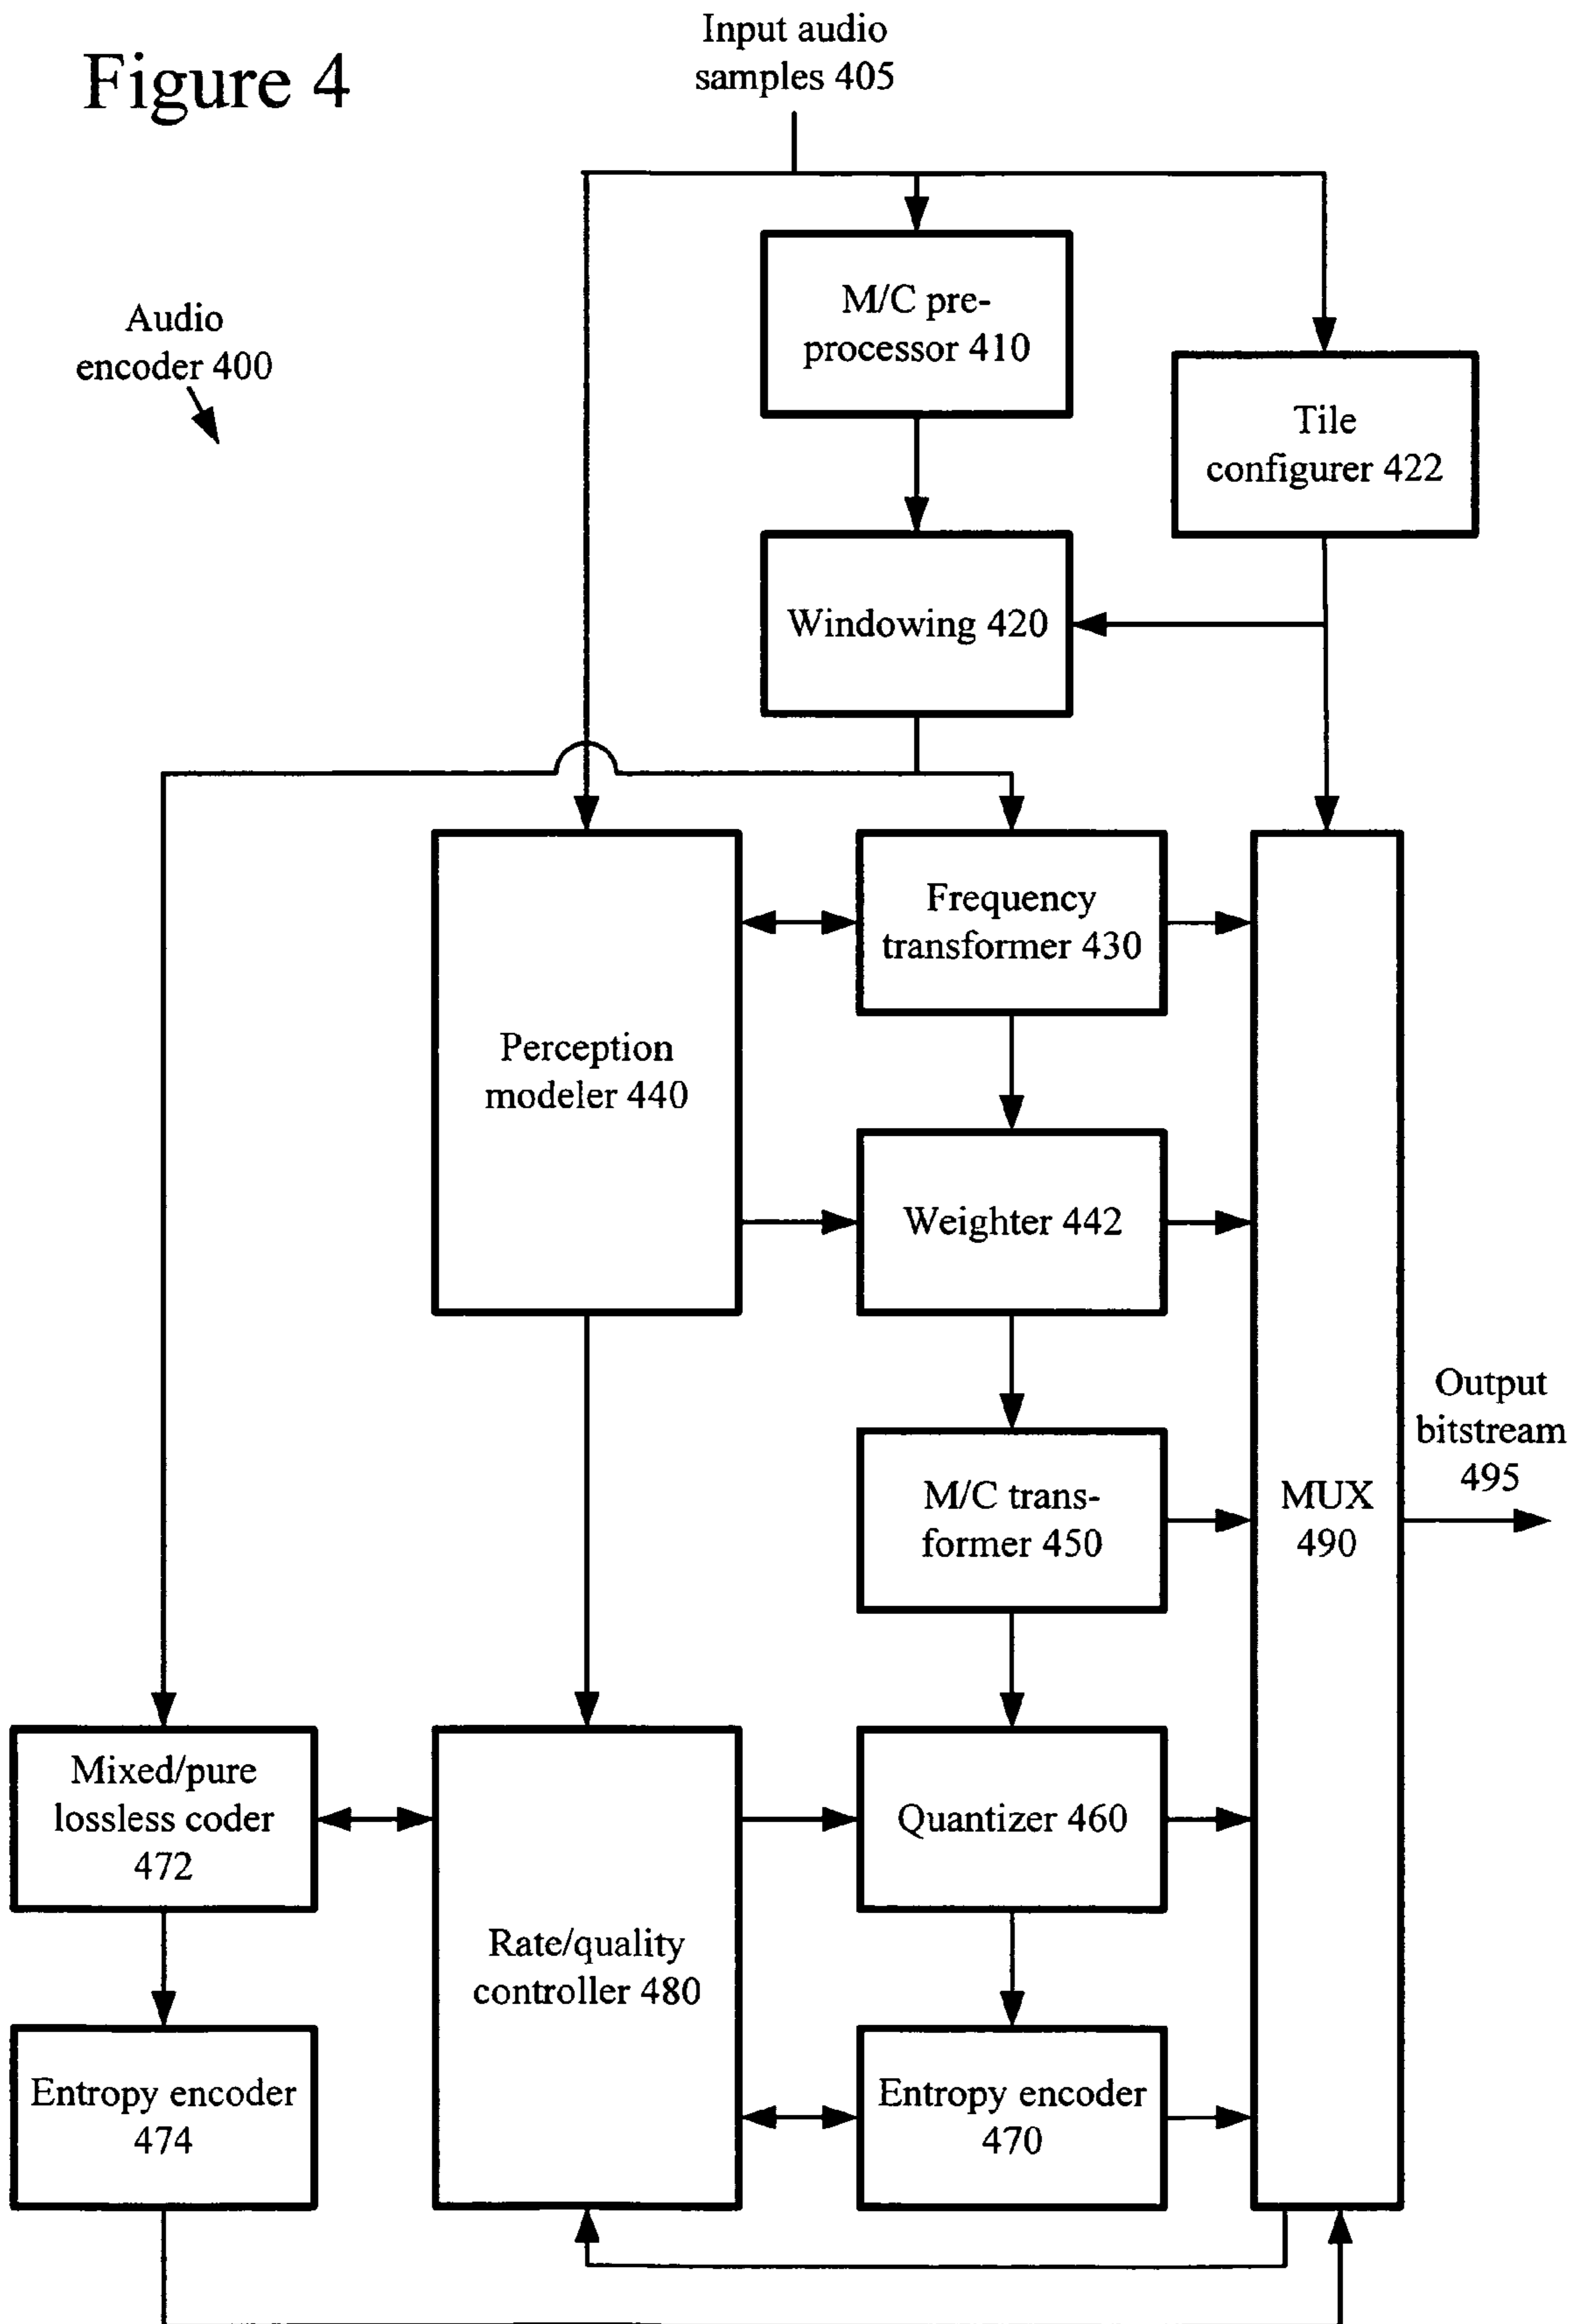 Figure 4
Input audio
samples 405
Audio
encoder 400
M/C pre-
processor 410
Tile
configurer 422
Windowing 420
Frequency
transformer 430
Perception
modeler 440
Weighter 442
M/C trans-
former 450
MUX
490
Output
bitstream
495
Mixed/pure
lossless coder
472
Quantizer 460
Rate/quality
controller 480
Entropy encoder
474
Entropy encoder
470